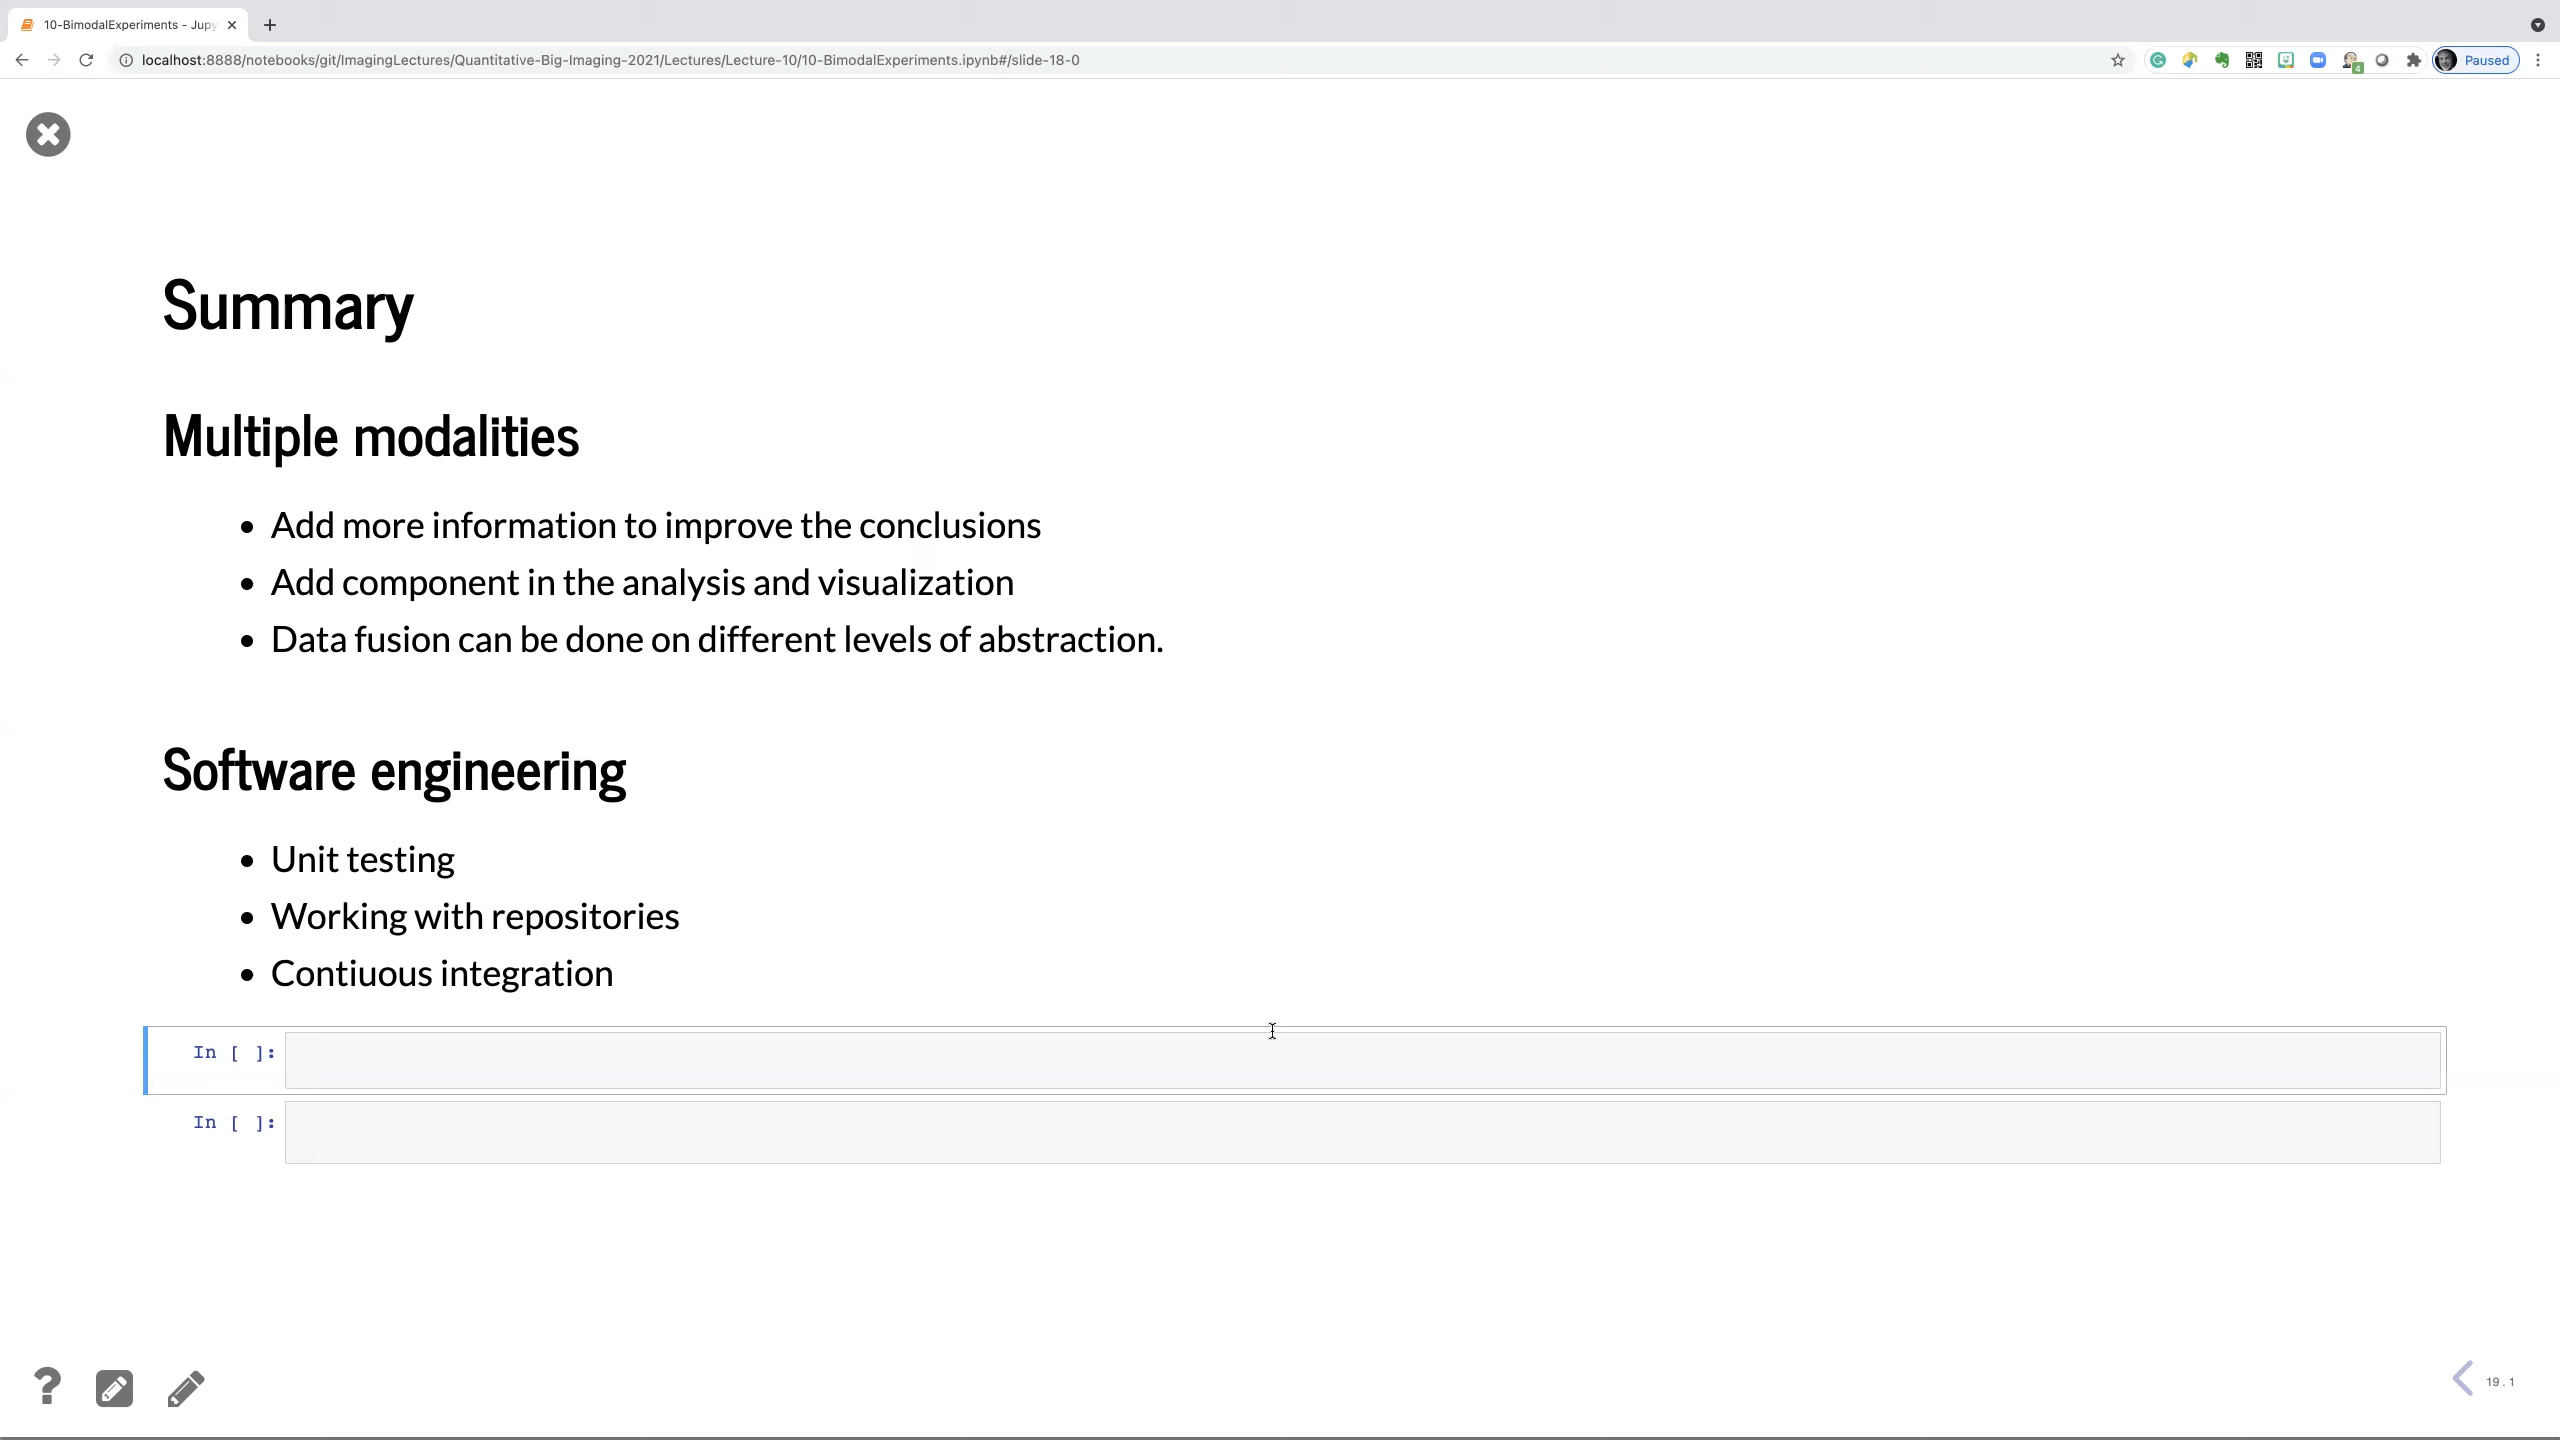 10-BimodalExperiments - Jupy
localhost:8888/notebooks/git/ImagingLectures/Quantitative-Big-Imaging-2021/Lectures/Lecture-10/10-BimodalExperiments.ipynb#/slide-18-0
4
Paused
Summary
Multiple modalities
• Add more information to improve the conclusions
• Add component in the analysis and visualization
• Data fusion can be done on different levels of abstraction.
Software engineering
• Unit testing
• Working with repositories
• Contiuous integration
In [ ]:
In [ ]:
19 . 1